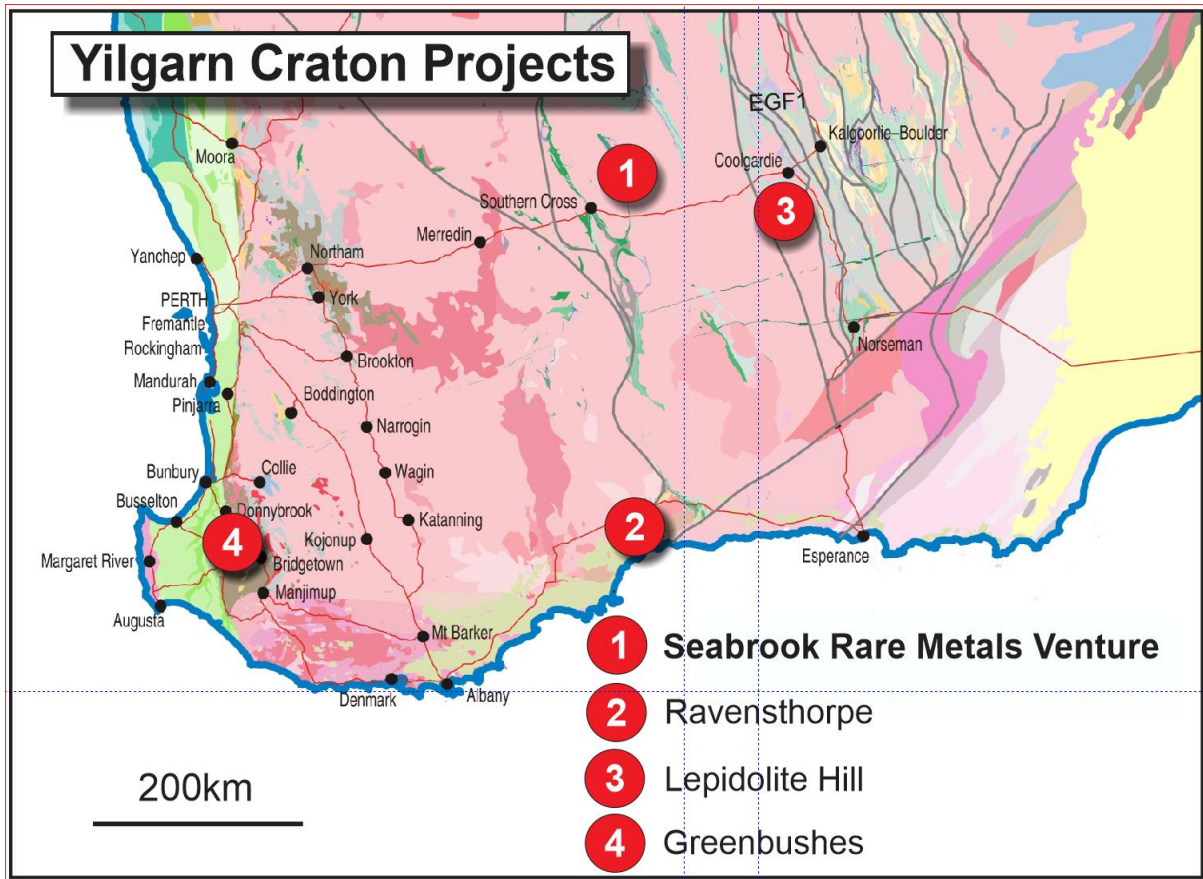 Yilgarn Craton Projects
EGF1
Kalgoorlie-Boulder
Moora
Coolgardie
1
3
Southern Cross
Merredin
Northam
Yanchep
York
PERTH
Fremantle
Norseman
Rockingham
Brookton
Mandurah
Boddington
Pinjarra
Narrogin
Bunbury
Collie
Wagin
Busselton
Donnybrook
Katanning
2
4
Kojonup
Esperance
Margaret River
Bridgetown
Manjimup
Augusta
Mt Barker
Denmark
Albany
1 Seabrook Rare Metals Venture
2 Ravensthorpe
3 Lepidolite Hill
4 Greenbushes
200km